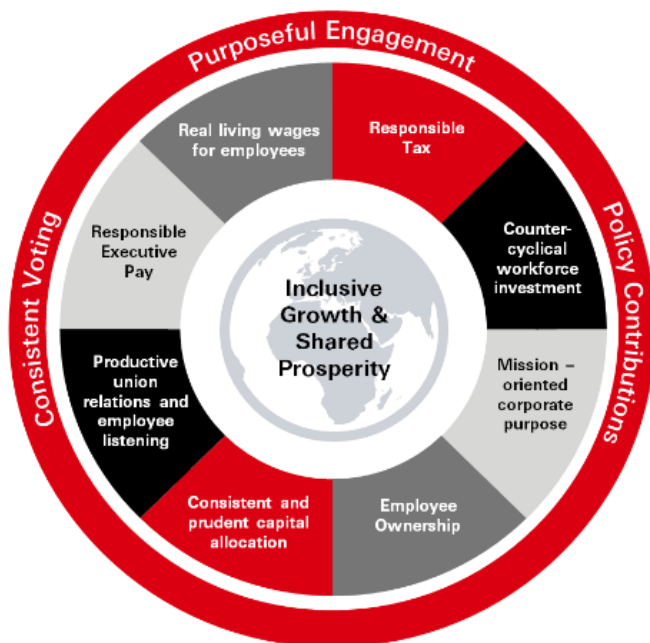 Purposeful Engagement
Real living wages
for employees
Responsible
Tax
Counter-
cyclical
workforce
investment
Mission –
oriented
corporate
purpose
Employee
Ownership
Consistent and
prudent capital
allocation
Productive
union
relations and
employee
listening
Responsible
Executive
Pay
Inclusive
Growth &
Shared
Prosperity
Consistent Voting
Policy Contributions